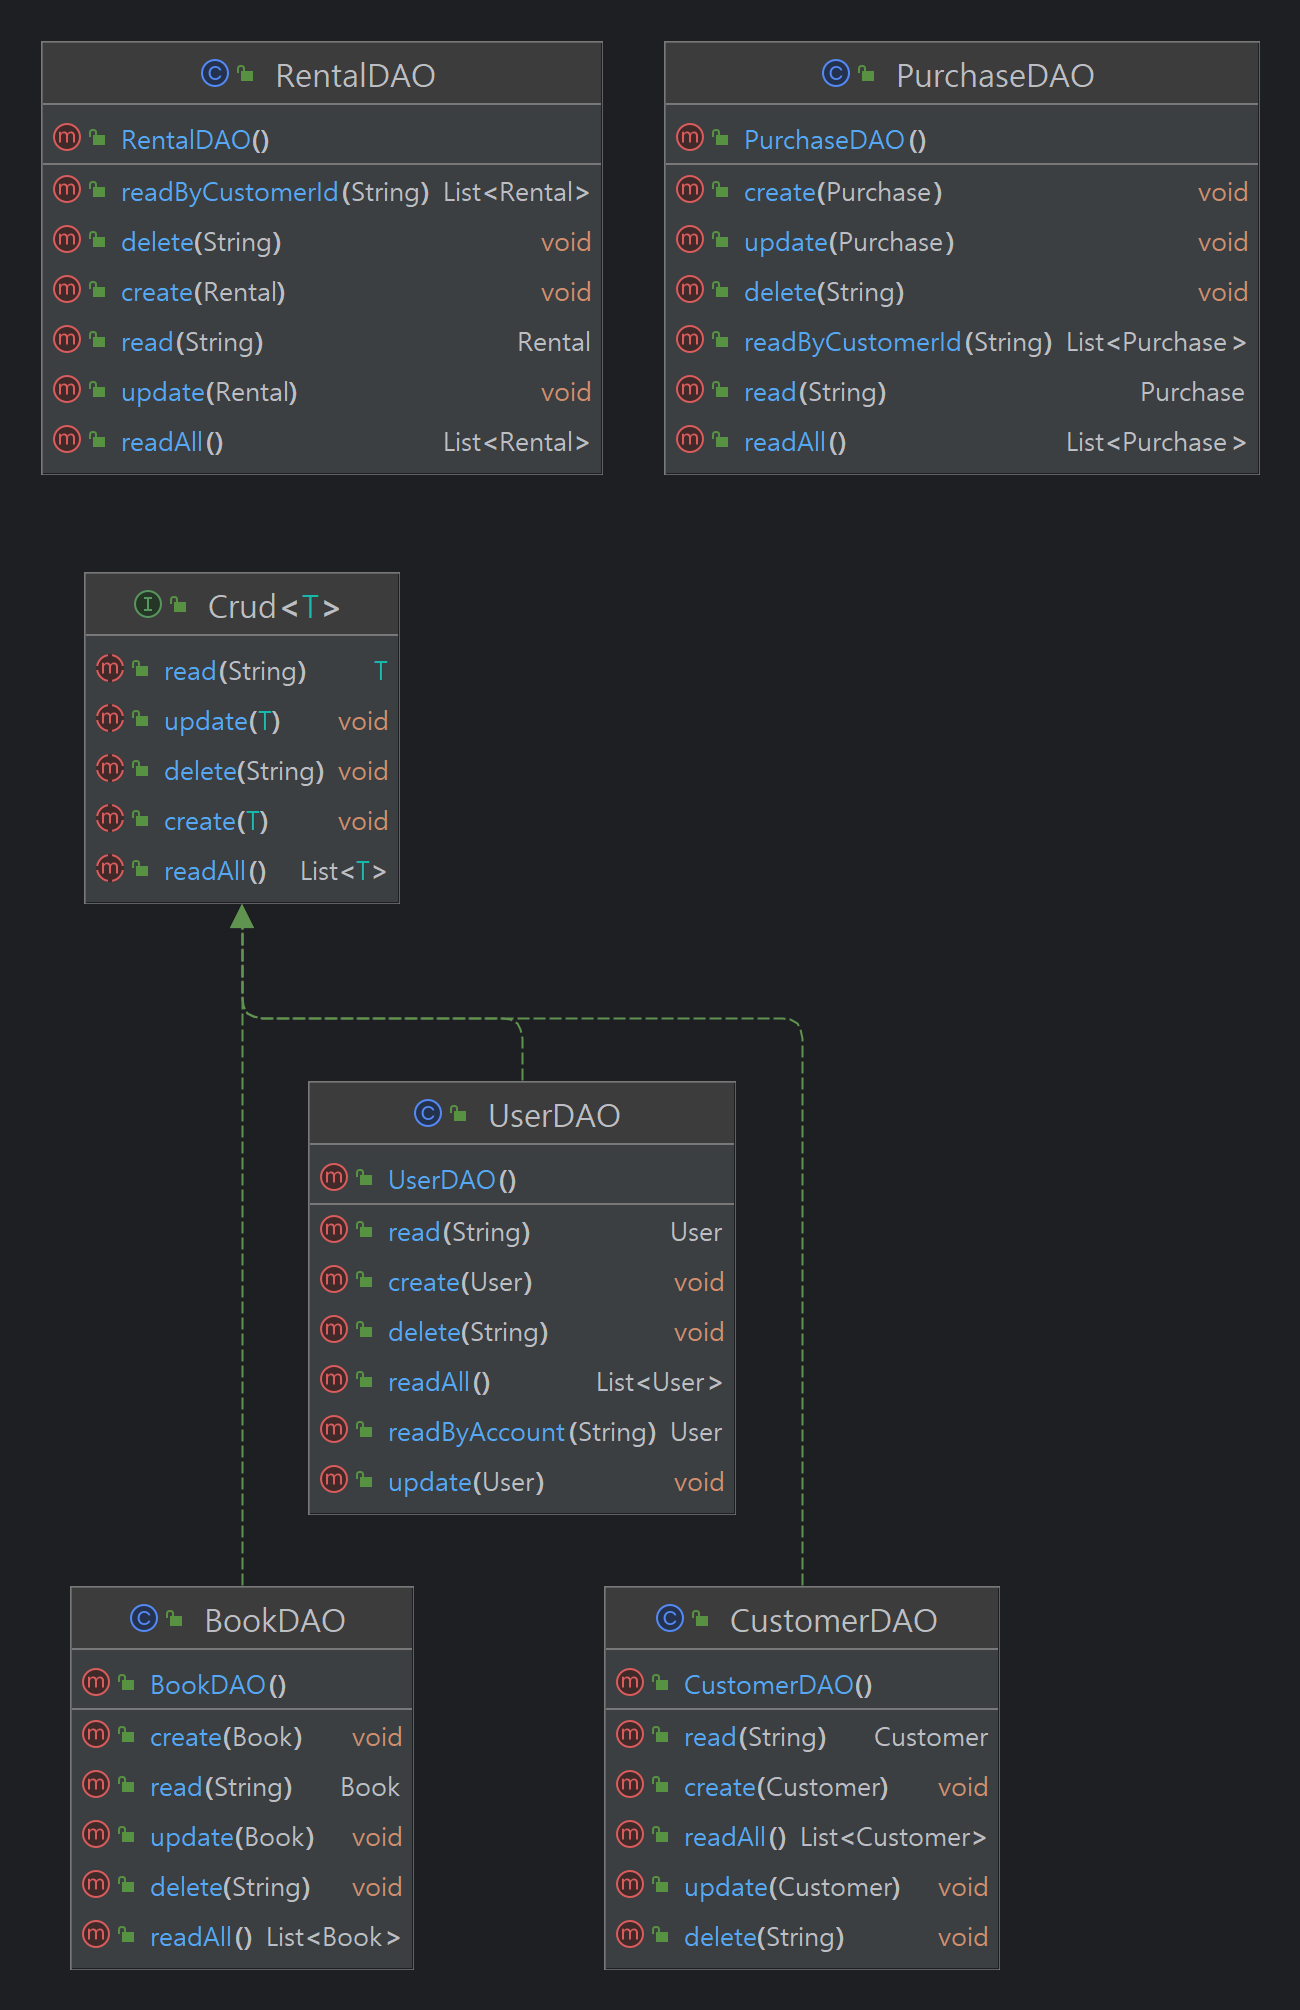 RentalDAO
RentalDAO()
readByCustomerId(String) List<Rental>
delete(String) void
create(Rental) void
read(String) Rental
update(Rental) void
readAll() List<Rental>
PurchaseDAO
PurchaseDAO()
create(Purchase) void
update(Purchase) void
delete(String) void
readByCustomerId(String) List<Purchase>
read(String) Purchase
readAll() List<Purchase>
Crud<T>
read(String) T
update(T) void
delete(String) void
create(T) void
readAll() List<T>
UserDAO
UserDAO()
read(String) User
create(User) void
delete(String) void
readAll() List<User>
readByAccount(String) User
update(User) void
BookDAO
BookDAO()
create(Book) void
read(String) Book
update(Book) void
delete(String) void
readAll() List<Book>
CustomerDAO
CustomerDAO()
read(String) Customer
create(Customer) void
readAll() List<Customer>
update(Customer) void
delete(String) void